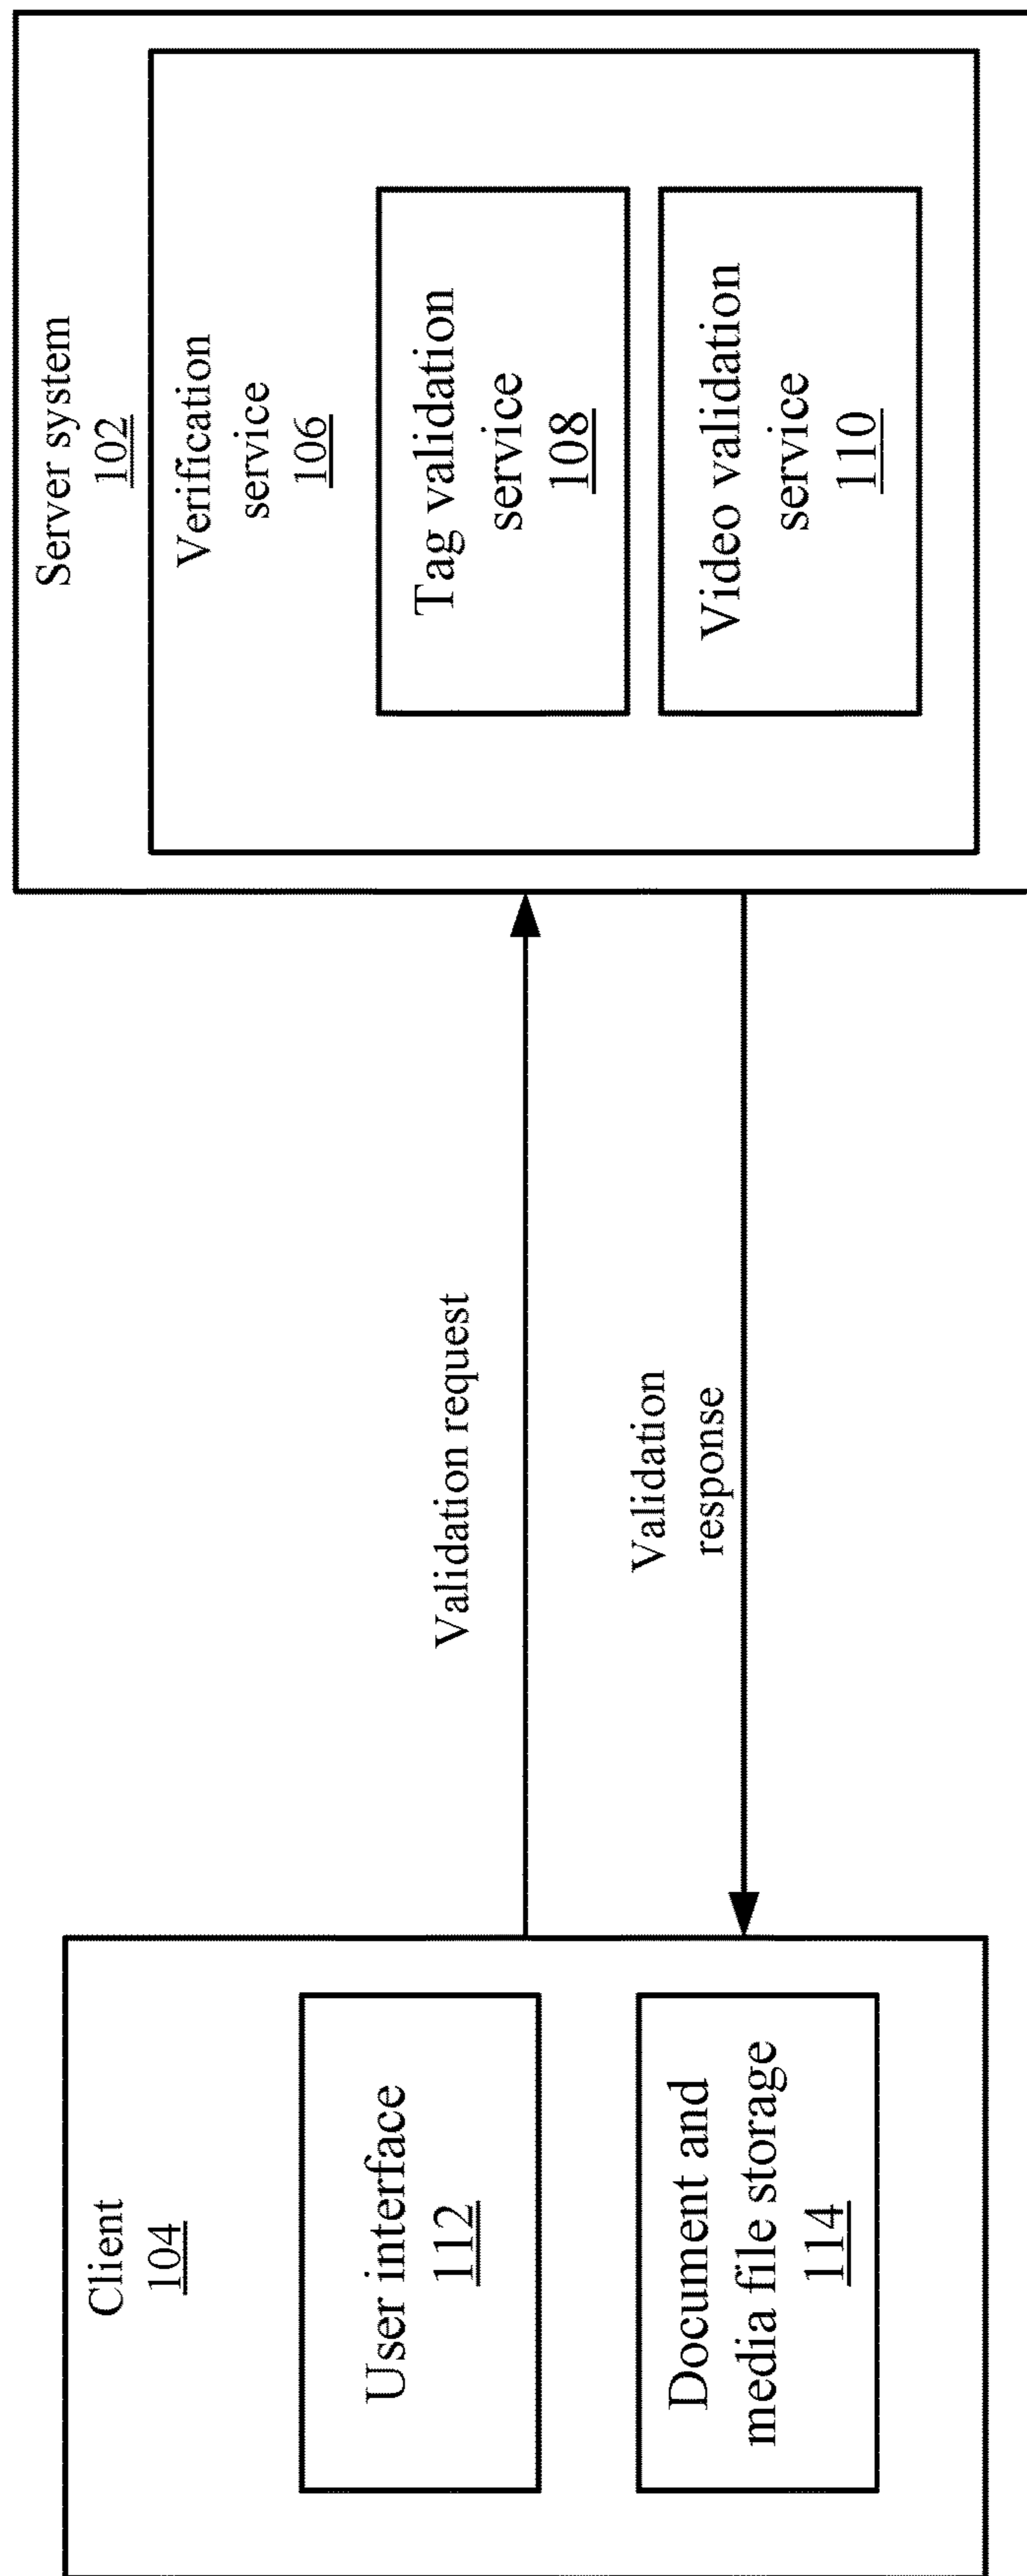 Client
104
User interface
112
Document and
media file storage
114
Validation request
Validation
response
Server system
102
Verification
service
106
Tag validation
service
108
Video validation
service
110